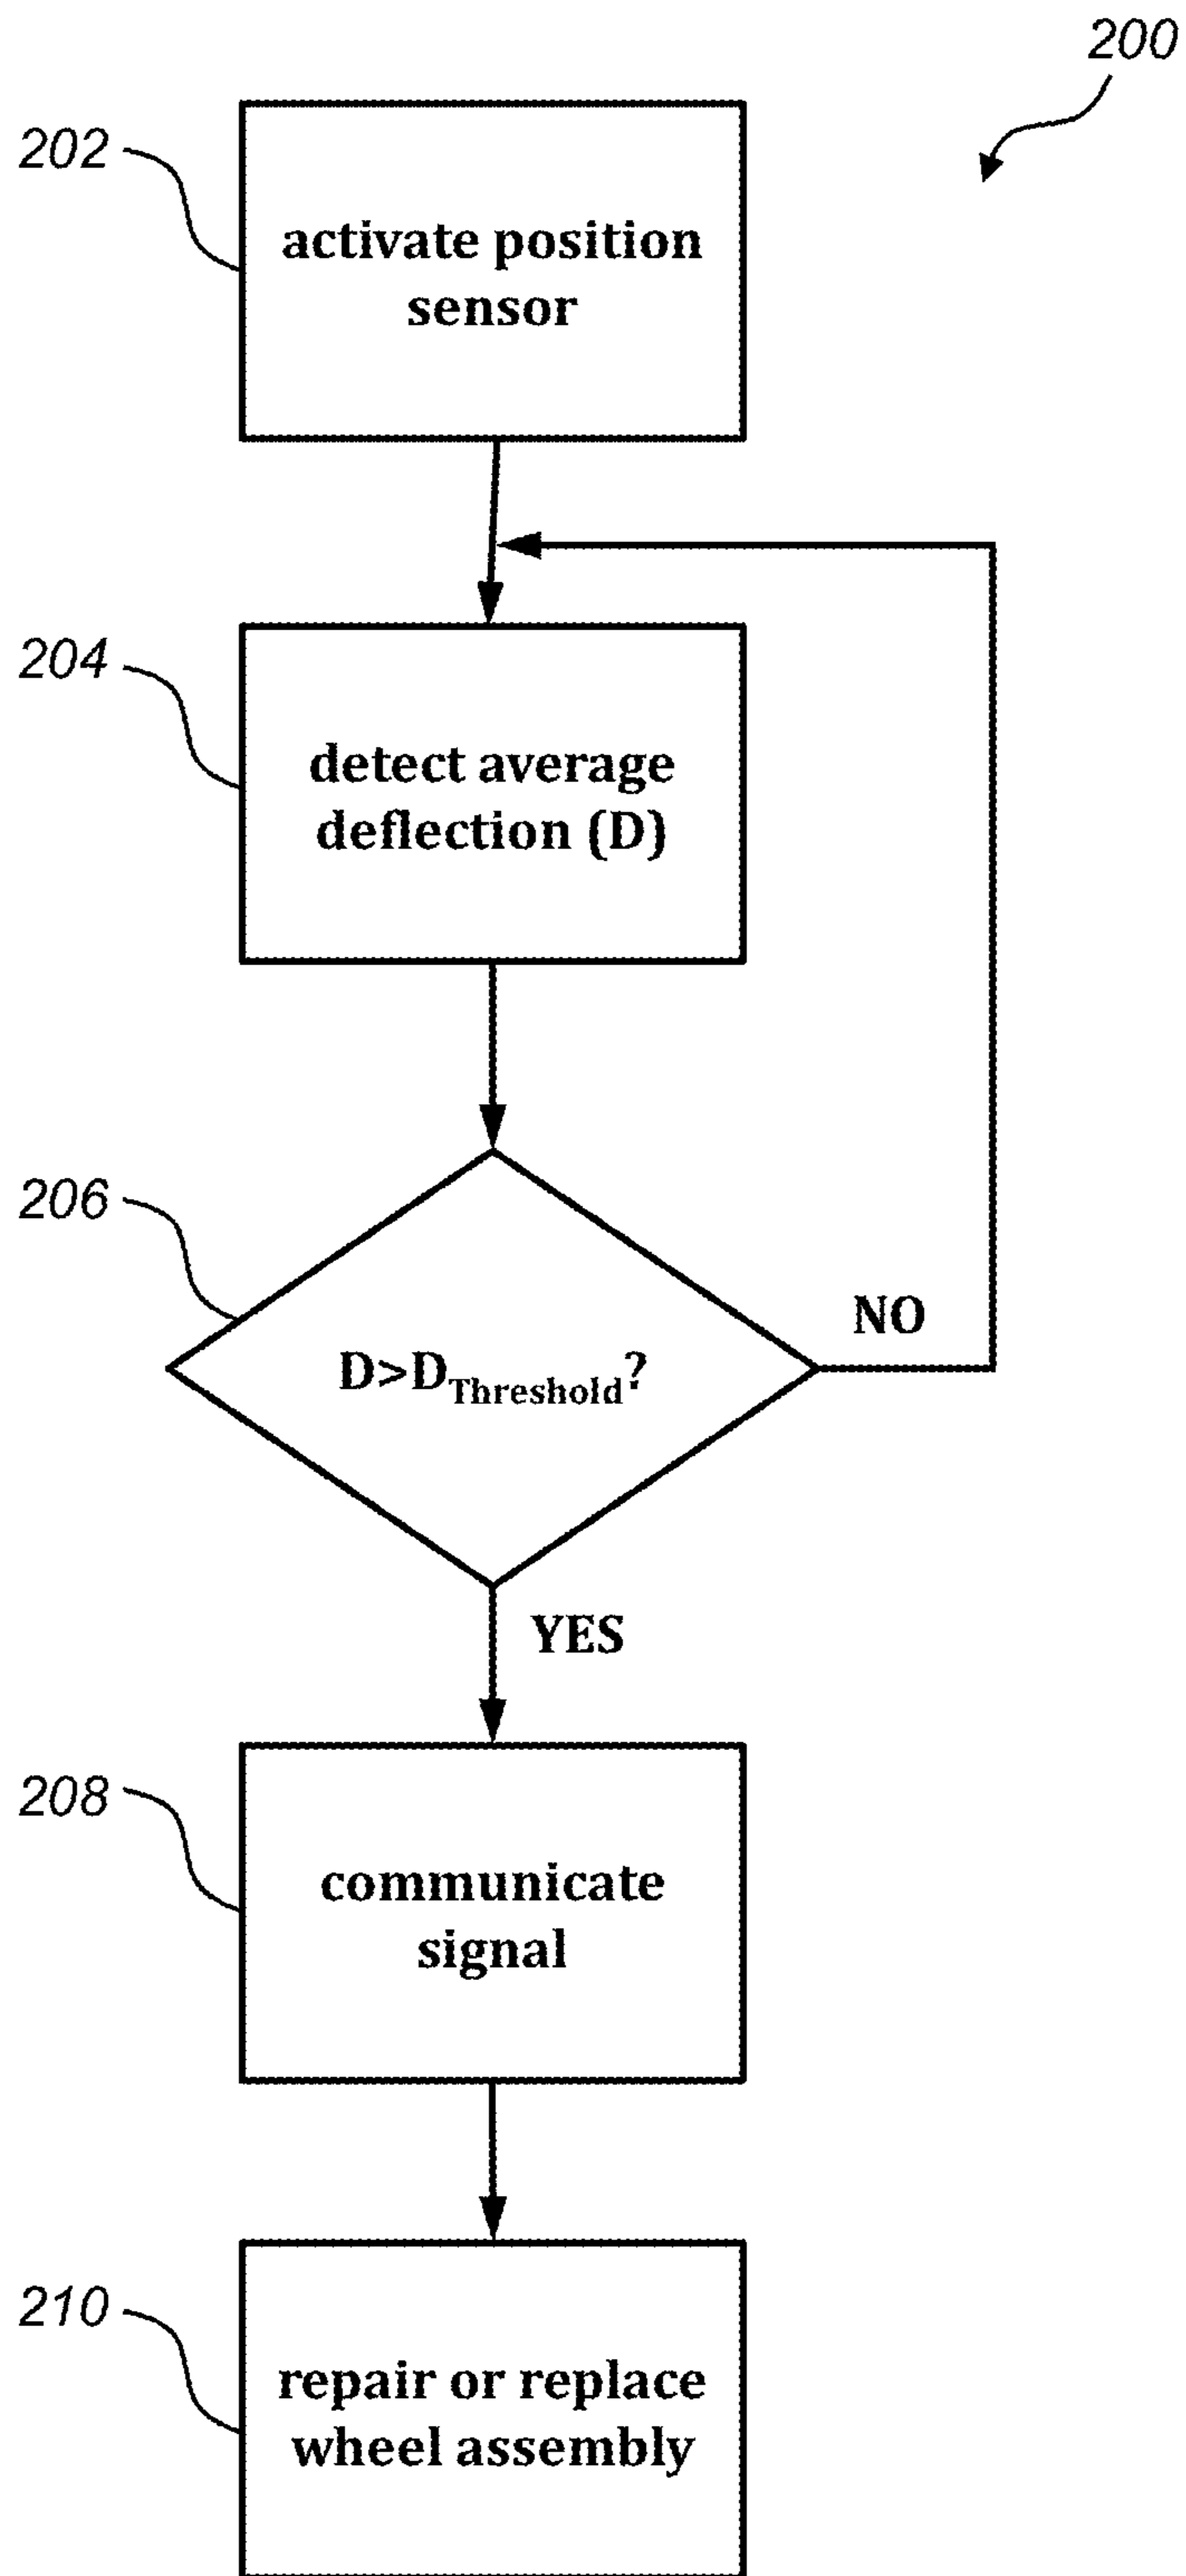 200
202
activate position
sensor
204
detect average
deflection (D)
206
D>DThreshold?
NO
YES
208
communicate
signal
210
repair or replace
wheel assembly